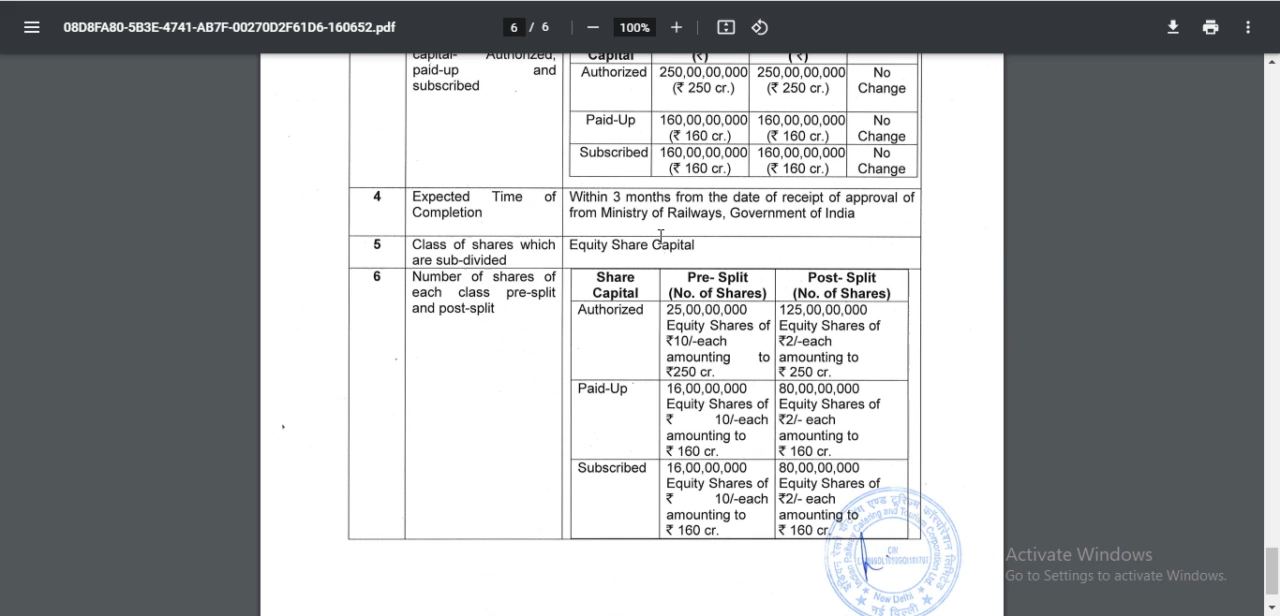 08D8FA80-5B3E-4741-AB7F-00270D2F61D6-160652.pdf
6 / 6
100%
capital- Authorized,
paid-up and
subscribed
Capital (₹) (₹)
Authorized 250,00,00,000 250,00,00,000 No
(₹ 250 cr.) (₹ 250 cr.) Change
Paid-Up 160,00,00,000 160,00,00,000 No
(₹ 160 cr.) (₹ 160 cr.) Change
Subscribed 160,00,00,000 160,00,00,000 No
(₹ 160 cr.) (₹ 160 cr.) Change
4 Expected Time of Within 3 months from the date of receipt of approval of
Completion from Ministry of Railways, Government of India
5 Class of shares which Equity Share Capital
are sub-divided
6 Number of shares of
each class pre-split
and post-split
Share Pre- Split Post- Split
Capital (No. of Shares) (No. of Shares)
Authorized 25,00,00,000 125,00,00,000
Equity Shares of Equity Shares of
₹10/-each ₹2/-each
amounting to amounting to
₹250 cr. ₹ 250 cr.
Paid-Up 16,00,00,000 80,00,00,000
Equity Shares of Equity Shares of
₹ 10/-each ₹2/- each
amounting to amounting to
₹ 160 cr. ₹ 160 cr.
Subscribed 16,00,00,000 80,00,00,000
Equity Shares of Equity Shares of
₹ 10/-each ₹2/- each
amounting to amounting to
₹ 160 cr. ₹ 160 cr.
Indian Railway Catering and Tourism Corporation Ltd.
CIN
New Delhi
नई दिल्ली
Activate Windows
Go to Settings to activate Windows.